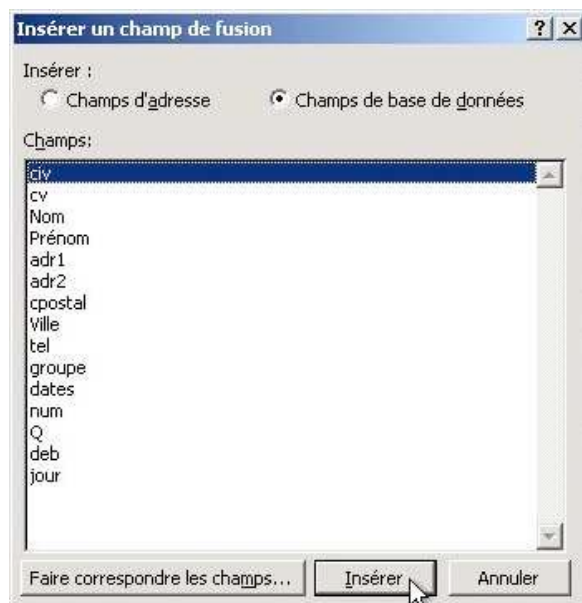 Insérer un champ de fusion
Insérer :
Champs d'adresse Champs de base de données
Champs:
civ
cv
Nom
Prénom
adr1
adr2
cpostal
Ville
tel
groupe
dates
num
Q
deb
jour
Faire correspondre les champs... Insérer Annuler